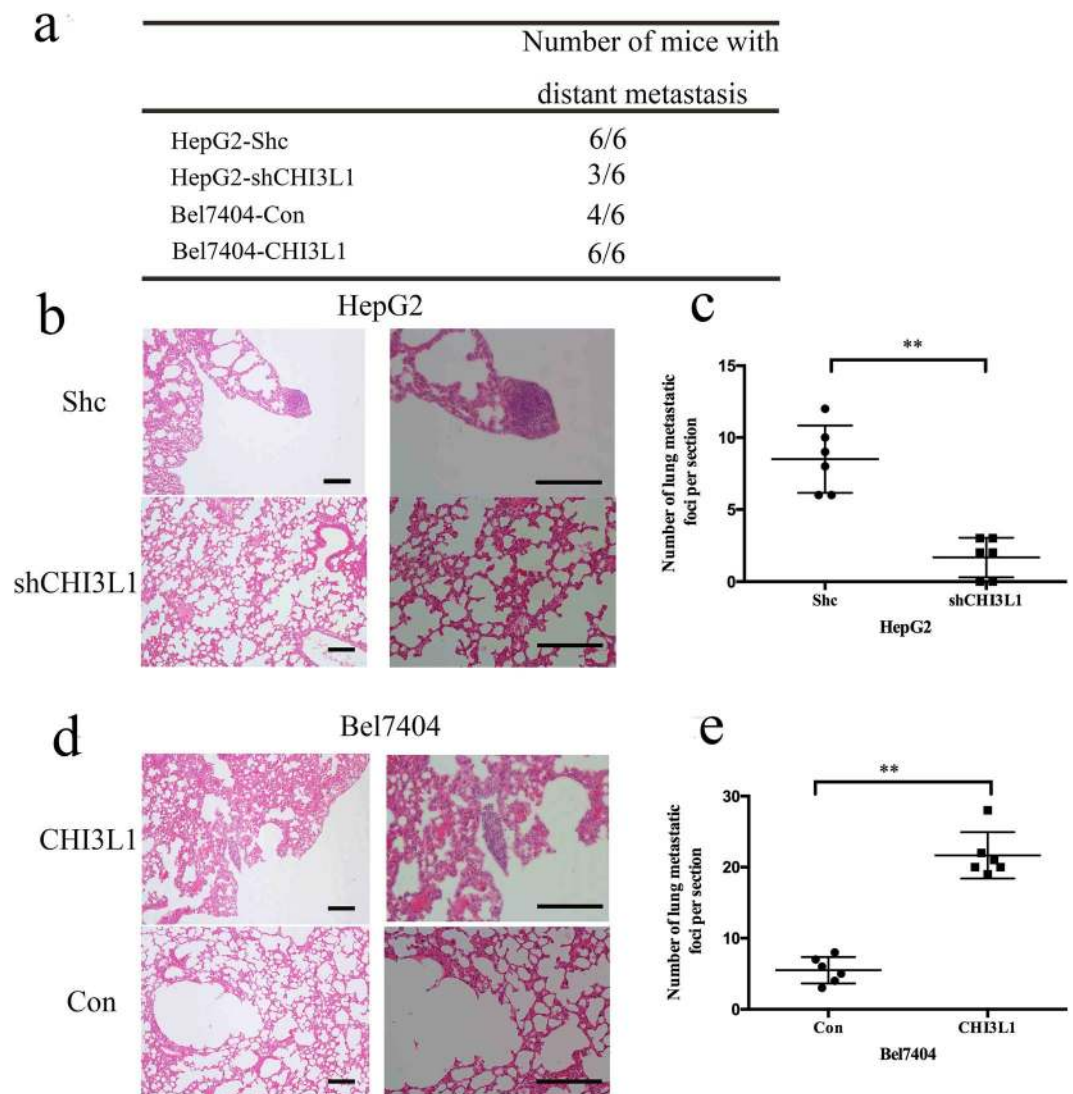 a
Number of mice with
distant metastasis
HepG2-Shc 6/6
HepG2-shCHI3L1 3/6
Bel7404-Con 4/6
Bel7404-CHI3L1 6/6
b
HepG2
Shc
shCHI3L1
c
**
Number of lung metastatic
foci per section
15
10
5
0
Shc shCHI3L1
HepG2
d
Bel7404
CHI3L1
Con
e
**
Number of lung metastatic
foci per section
30
20
10
0
Con CHI3L1
Bel7404